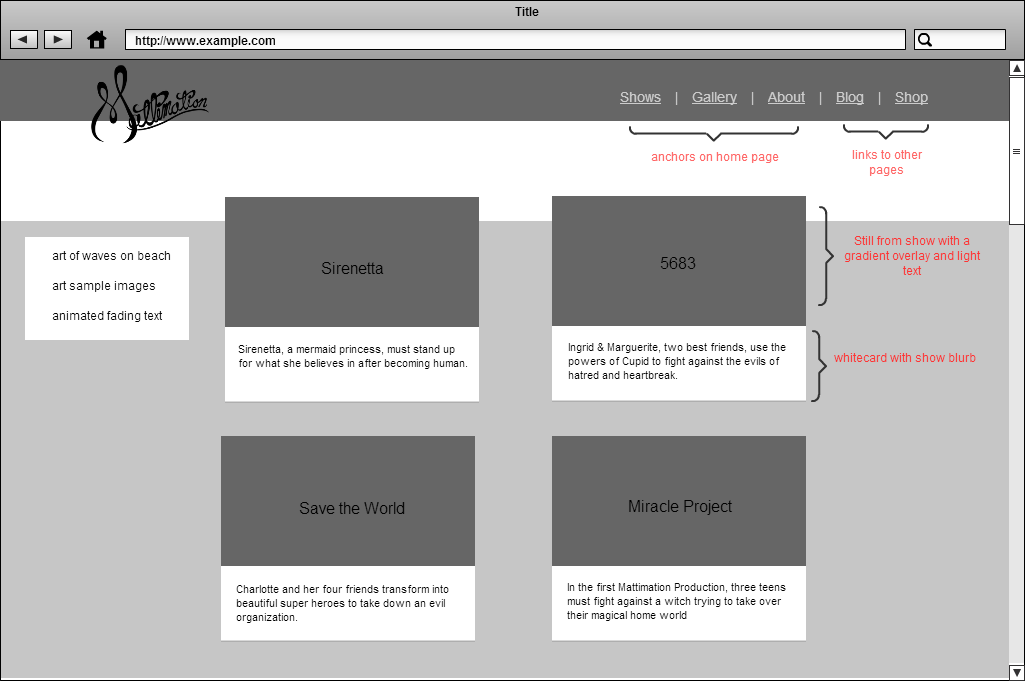 Title
http://www.example.com
Mattimation
Shows | Gallery | About | Blog | Shop
anchors on home page
links to other
pages
art of waves on beach
art sample images
animated fading text
Sirenetta
Sirenetta, a mermaid princess, must stand up
for what she believes in after becoming human.
5683
Ingrid & Marguerite, two best friends, use the
powers of Cupid to fight against the evils of
hatred and heartbreak.
Still from show with a
gradient overlay and light
text
whitecard with show blurb
Save the World
Charlotte and her four friends transform into
beautiful super heroes to take down an evil
organization.
Miracle Project
In the first Mattimation Production, three teens
must fight against a witch trying to take over
their magical home world